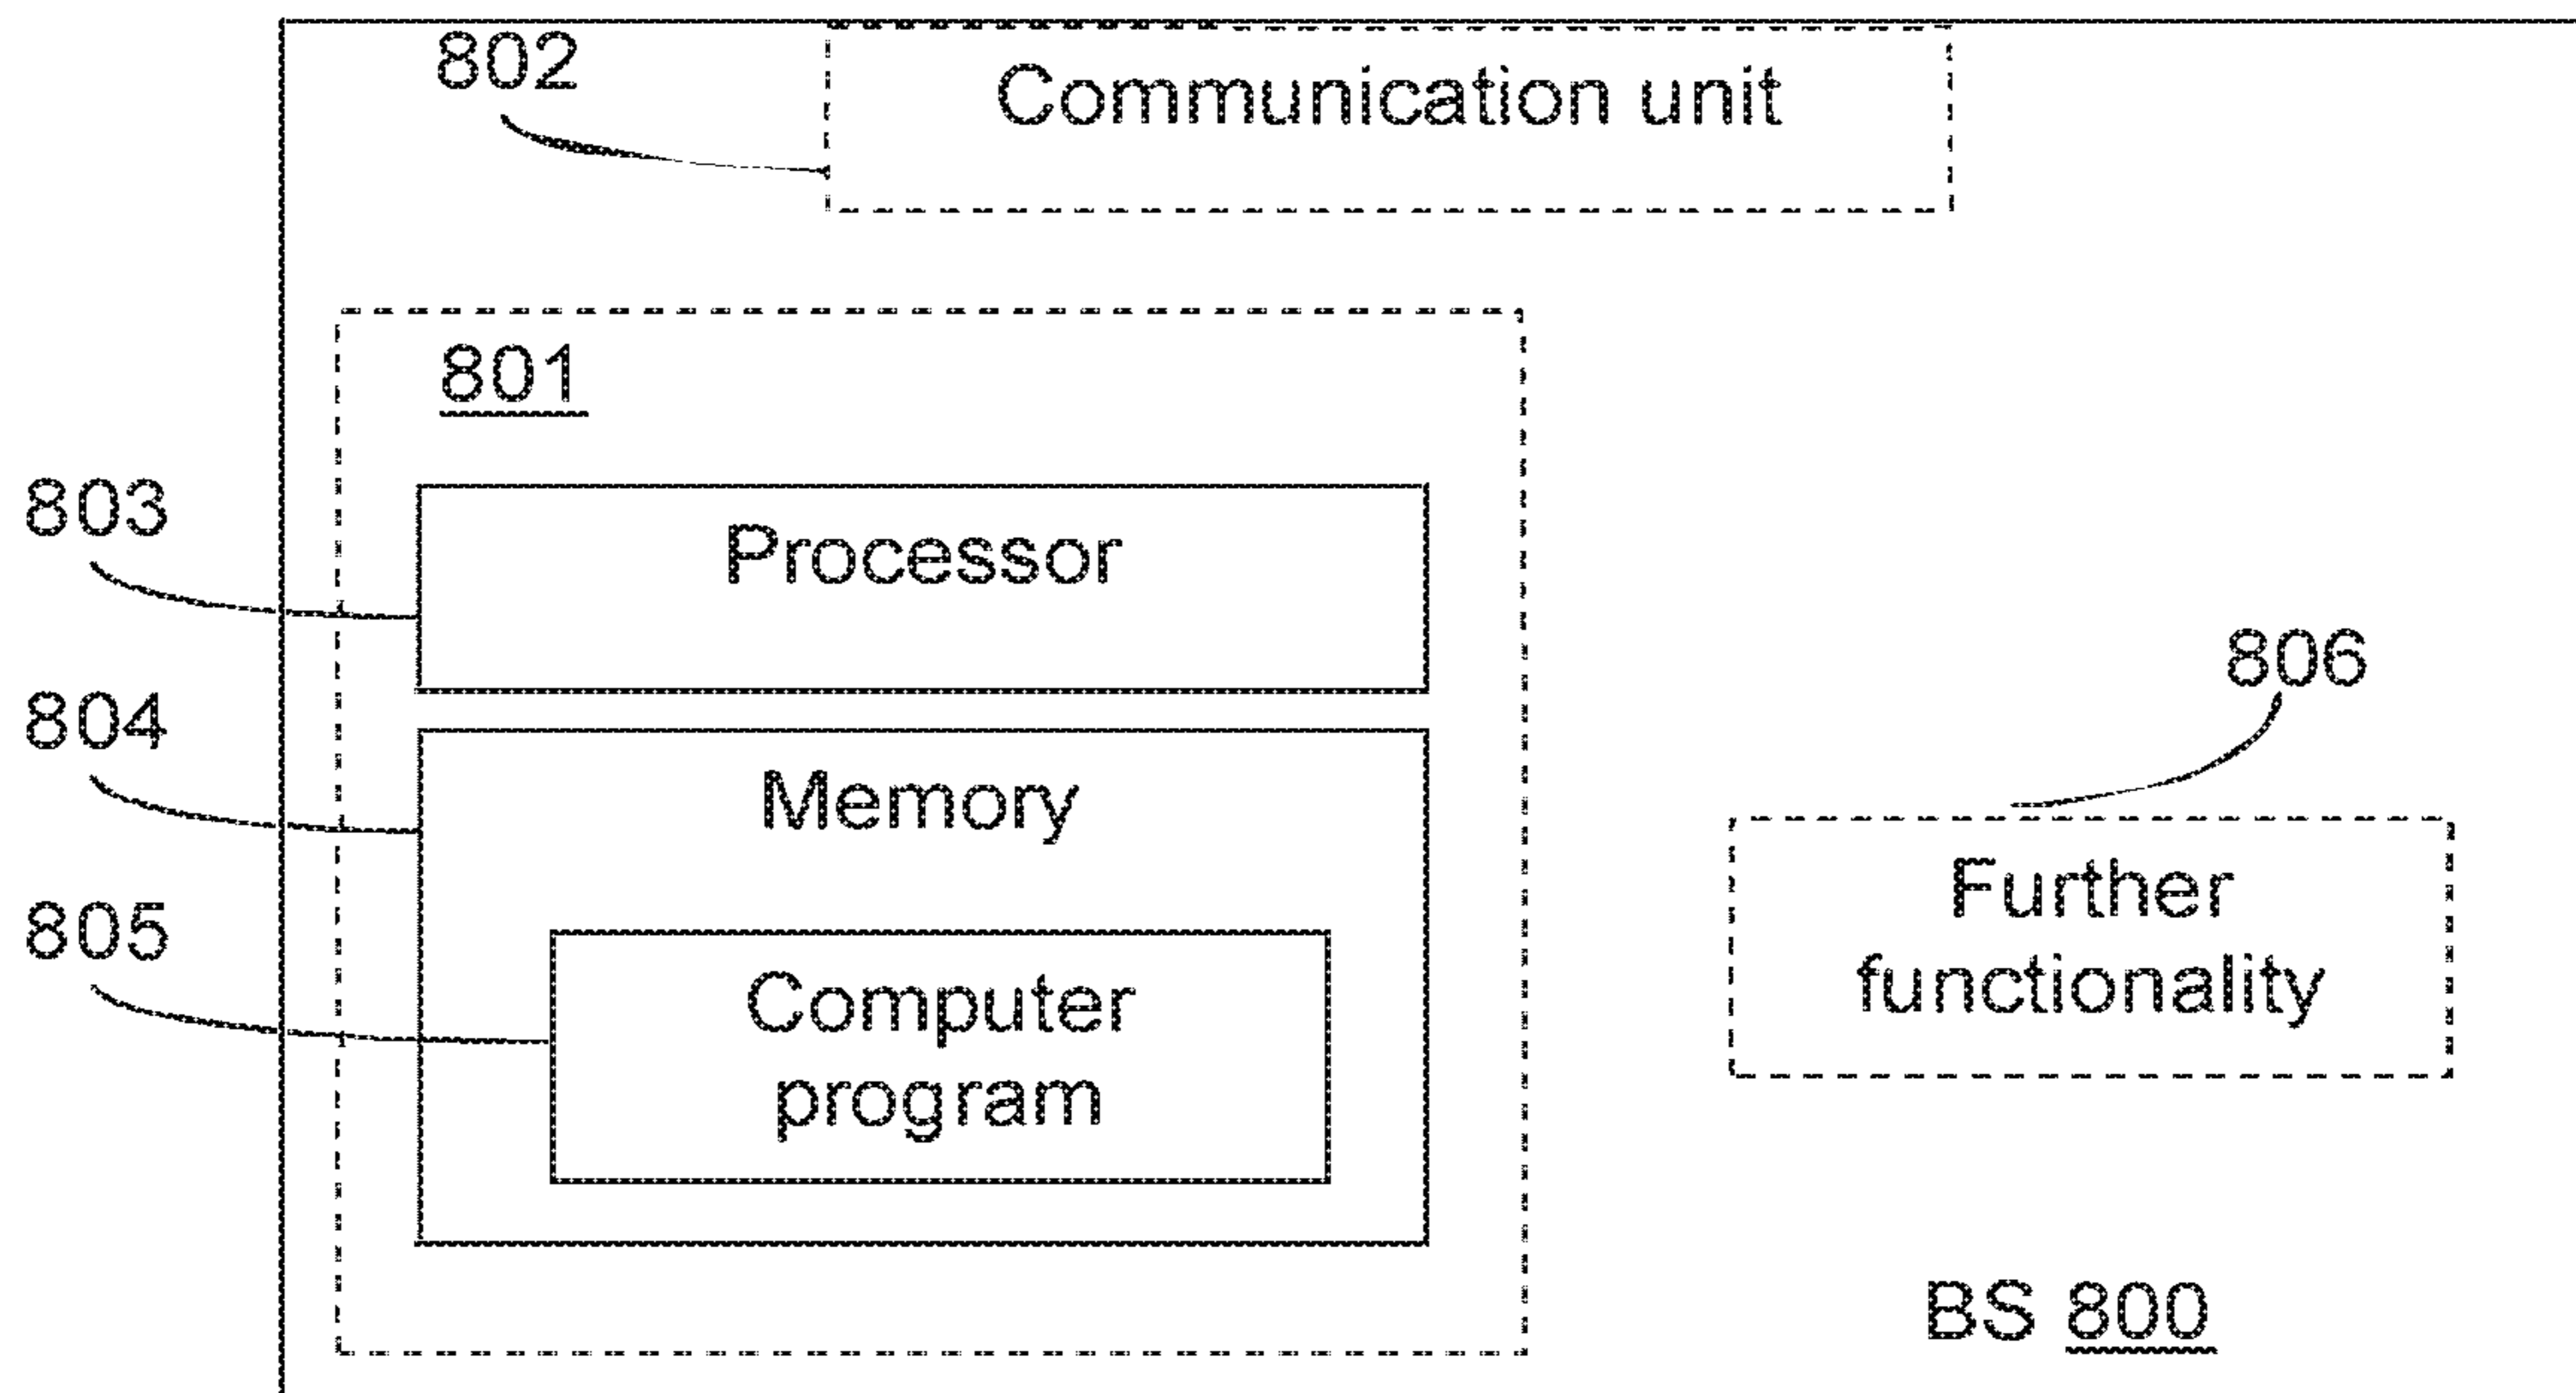 802
Communication unit
801
803
Processor
804
Memory
806
805
Computer
program
Further
functionality
BS 800